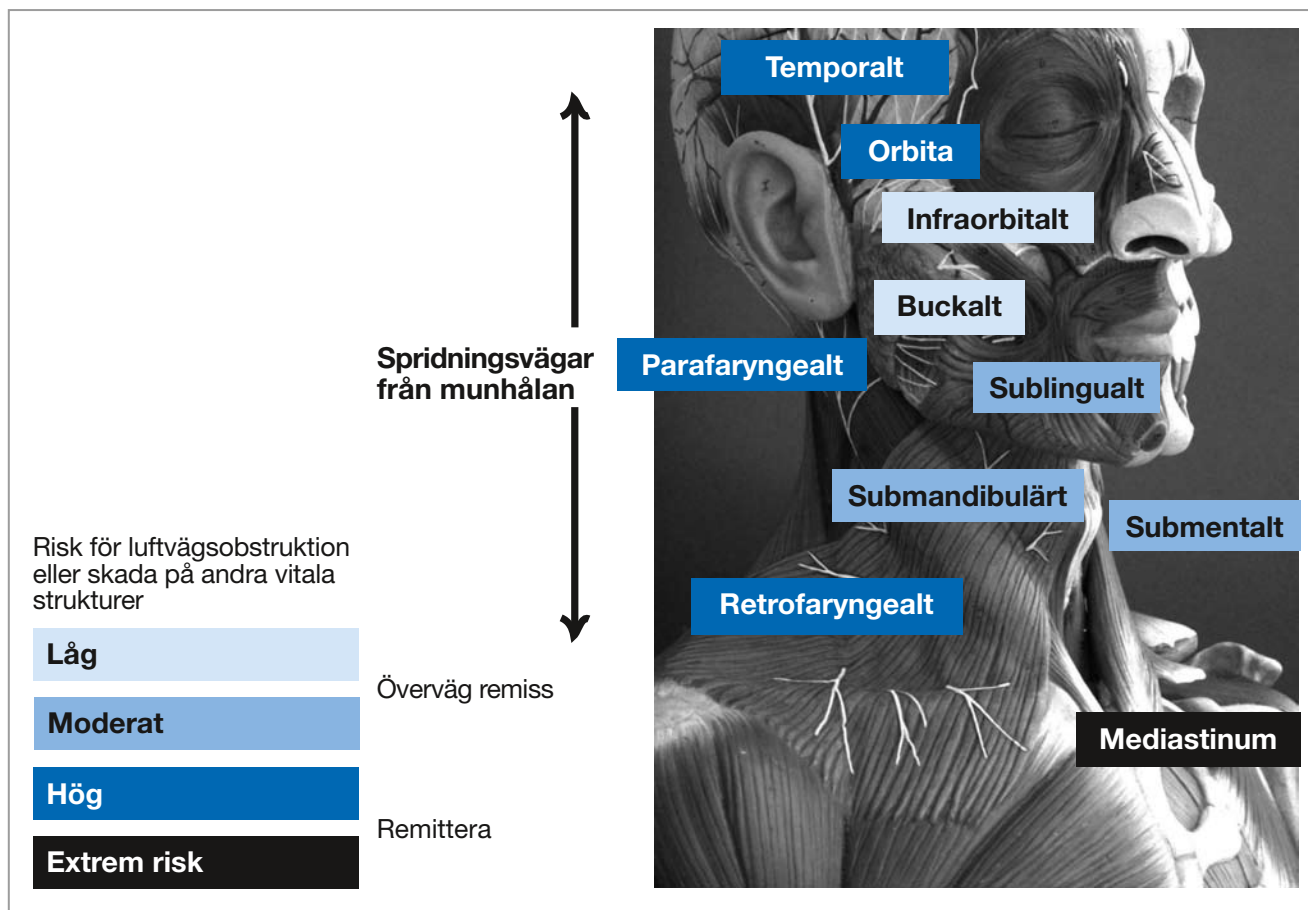 Temporalt
Orbita
Infraorbitalt
Buckalt
Spridningsvägar
från munhålan
Parafaryngealt
Sublingualt
Submandibulärt
Submentalt
Retrofaryngealt
Mediastinum
Risk för luftvägsobstruktion
eller skada på andra vitala
strukturer
Låg
Överväg remiss
Moderat
Hög
Remittera
Extrem risk